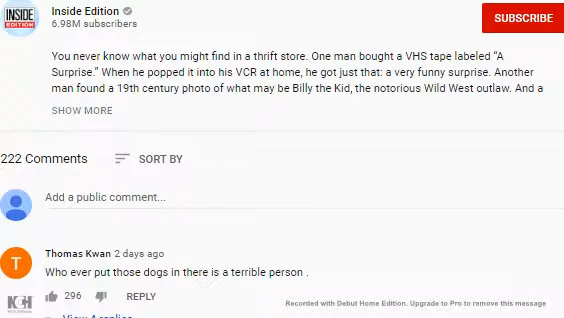 INSIDE
EDITION
Inside Edition
6.98M subscribers
SUBSCRIBE
You never know what you might find in a thrift store. One man bought a VHS tape labeled “A
Surprise.” When he popped it into his VCR at home, he got just that: a very funny surprise. Another
man found a 19th century photo of what may be Billy the Kid, the notorious Wild West outlaw. And a
SHOW MORE
222 Comments
SORT BY
Add a public comment...
T
Thomas Kwan 2 days ago
Who ever put those dogs in there is a terrible person .
296
REPLY
NCH
Recorded with Debut Home Edition. Upgrade to Pro to remove this message
View 4 replies